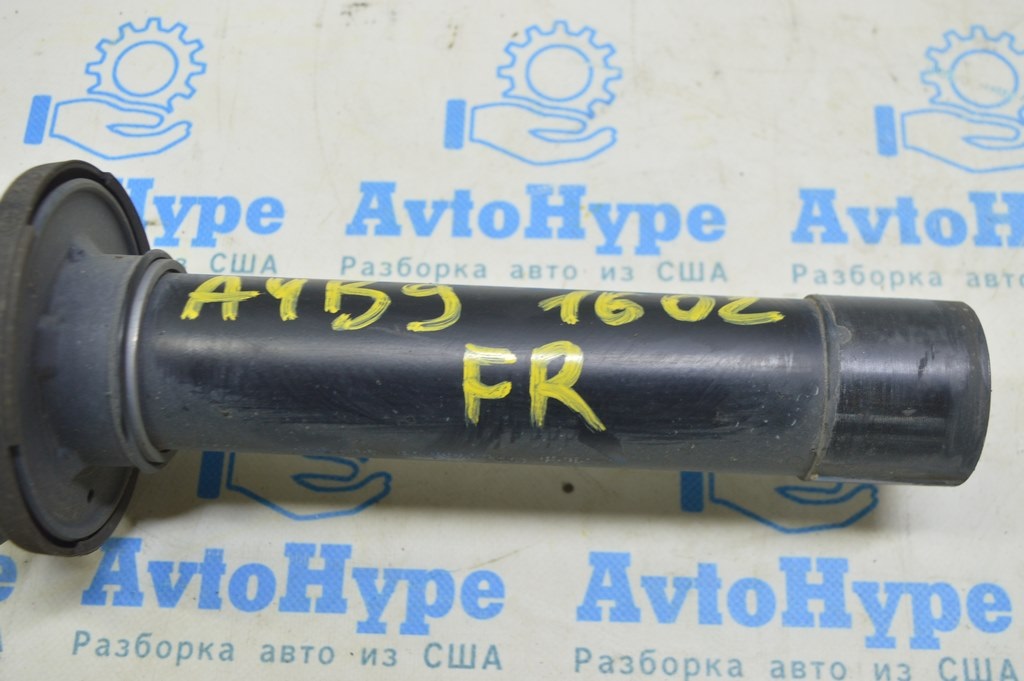 AvtoHype AvtoHype AvtoHype
Разборка авто из США Разборка авто из США Разборка
A4B9 1602
FR
AvtoHype AvtoHype
Разборка авто из США Разборка авто из США